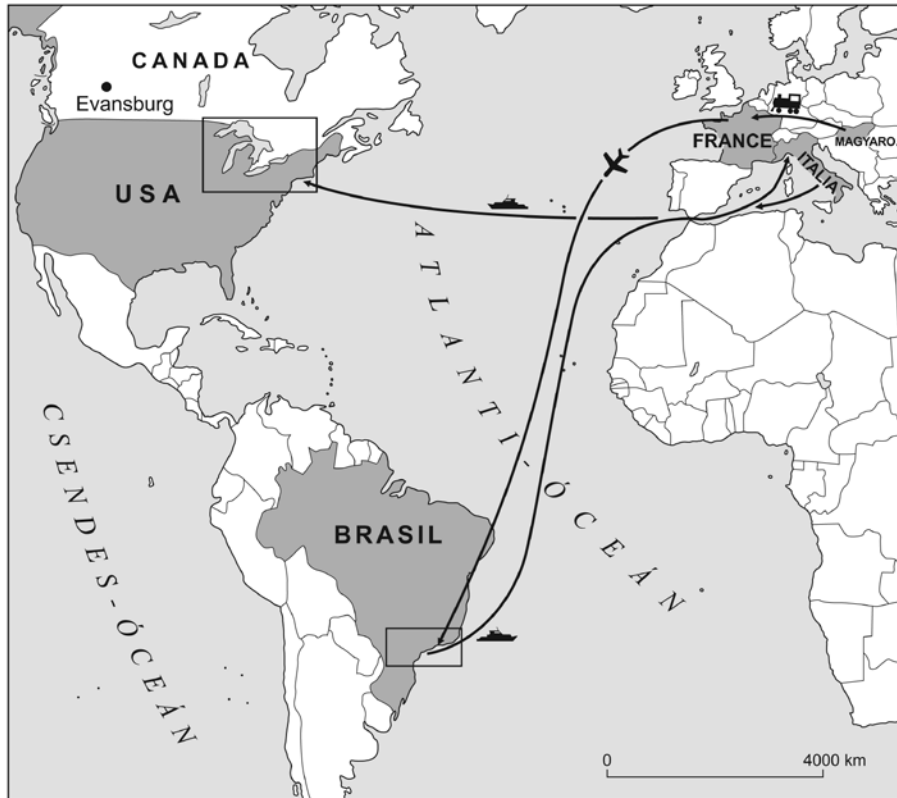 CANADA
Evansburg
USA
FRANCE
MAGYARO.
ITALIA
ATLANTI-ÓCEÁN
CSENDES-ÓCEÁN
BRASIL
0 4000 km